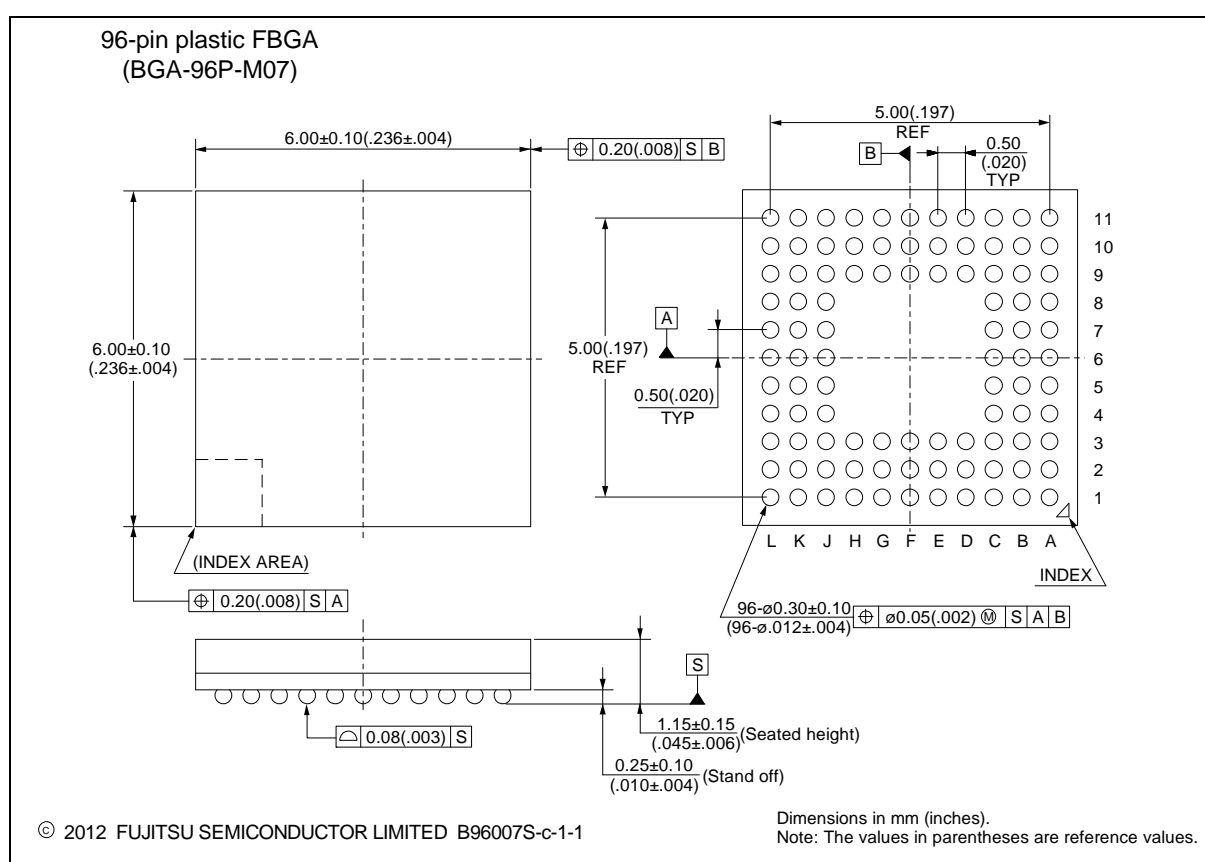 96-pin plastic FBGA
(BGA-96P-M07)
6.00±0.10(.236±.004)
⌖ 0.20(.008) S B
6.00±0.10
(.236±.004)
(INDEX AREA)
⌖ 0.20(.008) S A
5.00(.197)
REF
B
0.50
(.020)
TYP
A
5.00(.197)
REF
0.50(.020)
TYP
11
10
9
8
7
6
5
4
3
2
1
L K J H G F E D C B A
INDEX
96-ø0.30±0.10
(96-ø.012±.004)
⌖ ø0.05(.002) Ⓜ S A B
S
⌓ 0.08(.003) S
1.15±0.15
(.045±.006)
(Seated height)
0.25±0.10
(.010±.004)
(Stand off)
© 2012 FUJITSU SEMICONDUCTOR LIMITED B96007S-c-1-1
Dimensions in mm (inches).
Note: The values in parentheses are reference values.